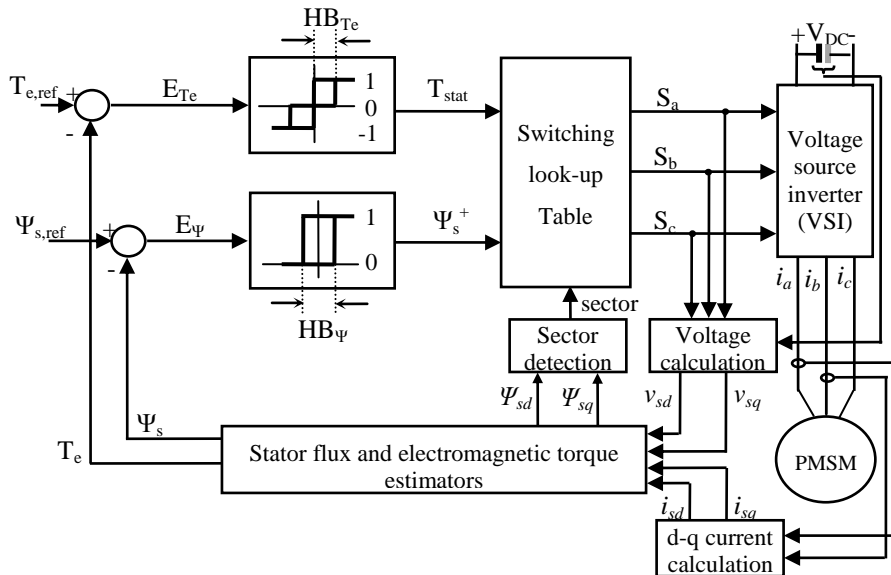 HB_Te
+ V_DC -
T_e,ref
+
-
E_Te
1
0
-1
T_stat
Switching
look-up
Table
S_a
S_b
S_c
Voltage
source
inverter
(VSI)
Ψ_s,ref
+
-
E_Ψ
1
0
Ψ_s^+
HB_Ψ
sector
i_a i_b i_c
Sector
detection
Voltage
calculation
Ψ_sd Ψ_sq
v_sd v_sq
Ψ_s
T_e
Stator flux and electromagnetic torque
estimators
PMSM
i_sd i_sq
d-q current
calculation